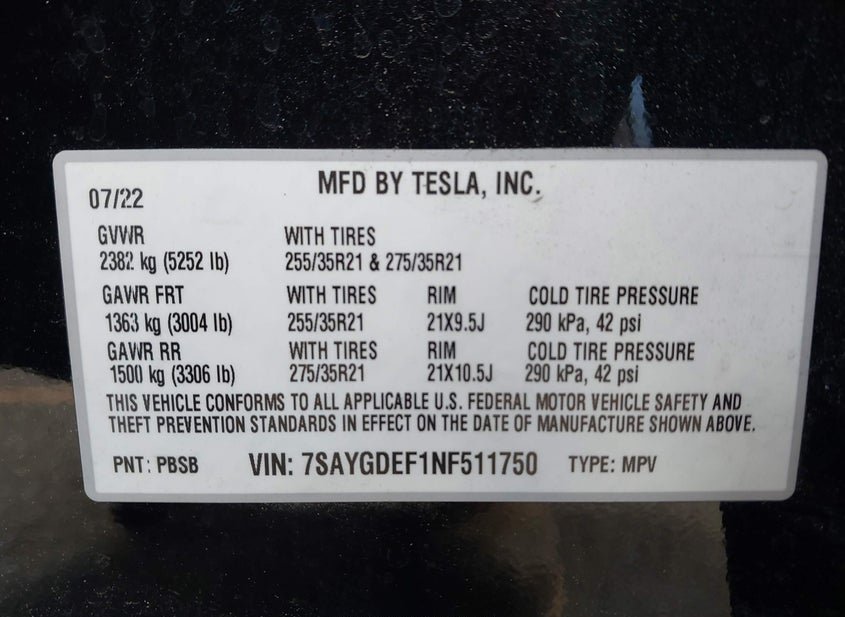 MFD BY TESLA, INC.
07/22
GVWR WITH TIRES
2382 kg (5252 lb) 255/35R21 & 275/35R21
GAWR FRT WITH TIRES RIM COLD TIRE PRESSURE
1363 kg (3004 lb) 255/35R21 21X9.5J 290 kPa, 42 psi
GAWR RR WITH TIRES RIM COLD TIRE PRESSURE
1500 kg (3306 lb) 275/35R21 21X10.5J 290 kPa, 42 psi
THIS VEHICLE CONFORMS TO ALL APPLICABLE U.S. FEDERAL MOTOR VEHICLE SAFETY AND
THEFT PREVENTION STANDARDS IN EFFECT ON THE DATE OF MANUFACTURE SHOWN ABOVE.
PNT: PBSB VIN: 7SAYGDEF1NF511750 TYPE: MPV